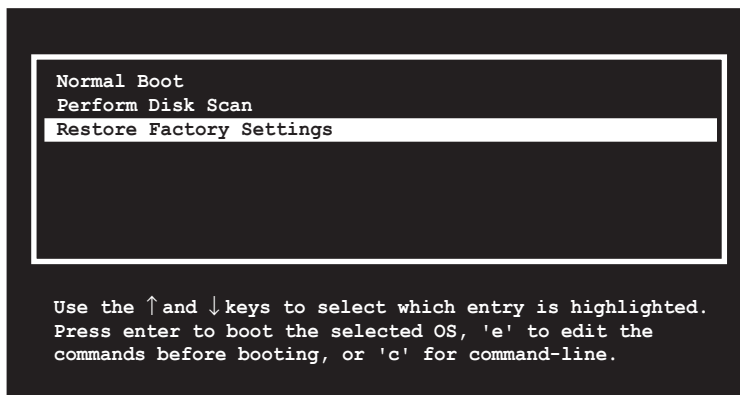 Normal Boot
Perform Disk Scan
Restore Factory Settings
Use the ↑ and ↓ keys to select which entry is highlighted.
Press enter to boot the selected OS, 'e' to edit the
commands before booting, or 'c' for command-line.